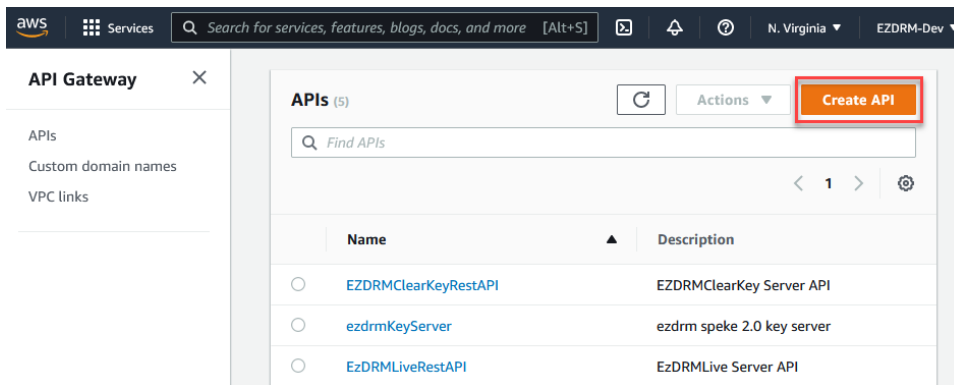 aws
Services
Search for services, features, blogs, docs, and more [Alt+S]
N. Virginia ▼
EZDRM-Dev
API Gateway
APIs
Custom domain names
VPC links
APIs (5)
Actions ▼
Create API
Find APIs
< 1 >
Name ▲
Description
EZDRMClearKeyRestAPI
EZDRMClearKey Server API
ezdrmKeyServer
ezdrm speke 2.0 key server
EzDRMLiveRestAPI
EzDRMLive Server API